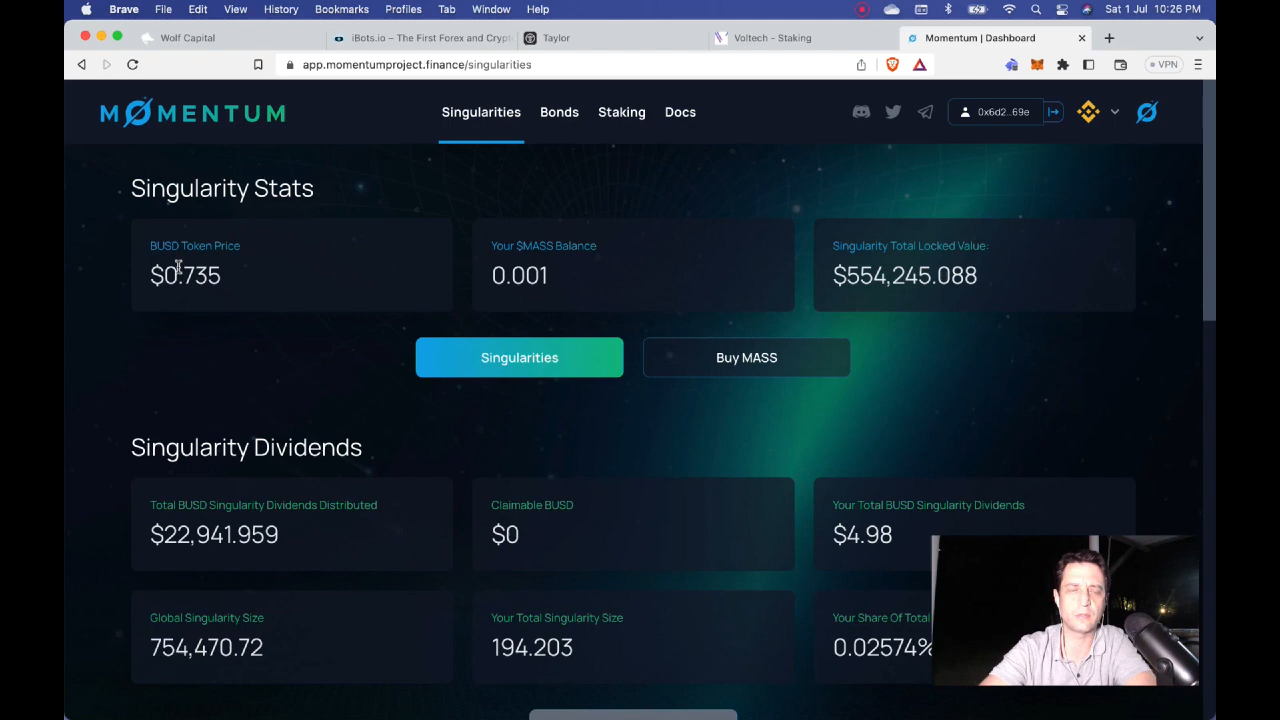 Brave File Edit View History Bookmarks Profiles Tab Window Help Sat 1 Jul 10:26 PM
Wolf Capital iBots.io – The First Forex and Crypt Taylor Voltech - Staking Momentum | Dashboard
app.momentumproject.finance/singularities VPN
MOMENTUM Singularities Bonds Staking Docs 0x6d2...69e
Singularity Stats
BUSD Token Price Your $MASS Balance Singularity Total Locked Value:
$0.735 0.001 $554,245.088
Singularities Buy MASS
Singularity Dividends
Total BUSD Singularity Dividends Distributed Claimable BUSD Your Total BUSD Singularity Dividends
$22,941.959 $0 $4.98
Global Singularity Size Your Total Singularity Size Your Share Of Total
754,470.72 194.203 0.02574%